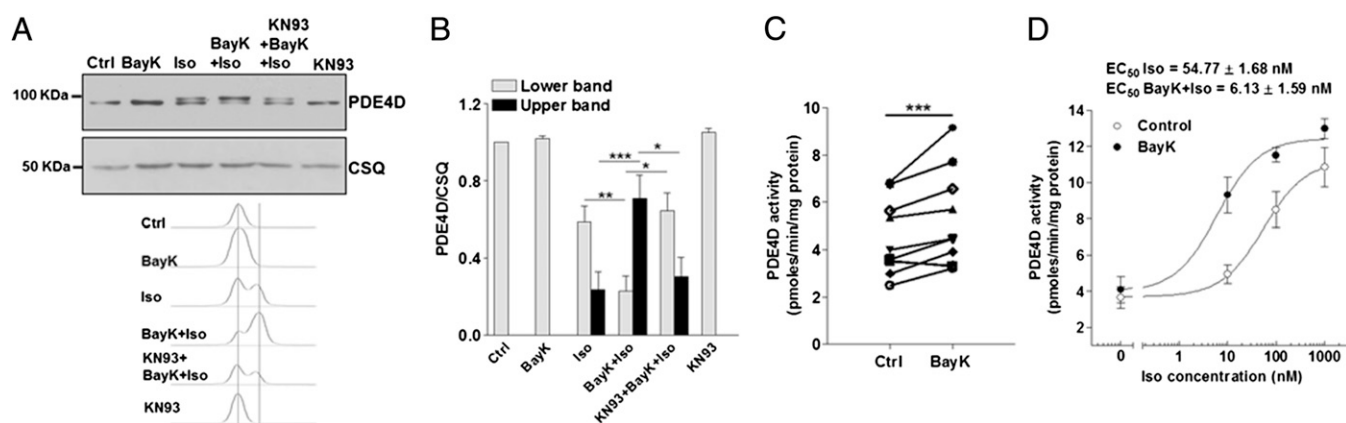 A
Ctrl BayK Iso BayK +Iso KN93 +BayK +Iso KN93
100 KDa PDE4D
50 KDa CSQ
Ctrl
BayK
Iso
BayK+Iso
KN93+
BayK+Iso
KN93
B
Lower band
Upper band
PDE4D/CSQ
1.2
0.8
0.4
0.0
***
*
*
**
Ctrl BayK Iso BayK+Iso KN93+BayK+Iso KN93
C
***
PDE4D activity
(pmoles/min/mg protein)
10
8
6
4
2
0
Ctrl BayK
D
EC50 Iso = 54.77 ± 1.68 nM
EC50 BayK+Iso = 6.13 ± 1.59 nM
Control
BayK
PDE4D activity
(pmoles/min/mg protein)
14
12
10
8
6
4
2
0 1 10 100 1000
Iso concentration (nM)